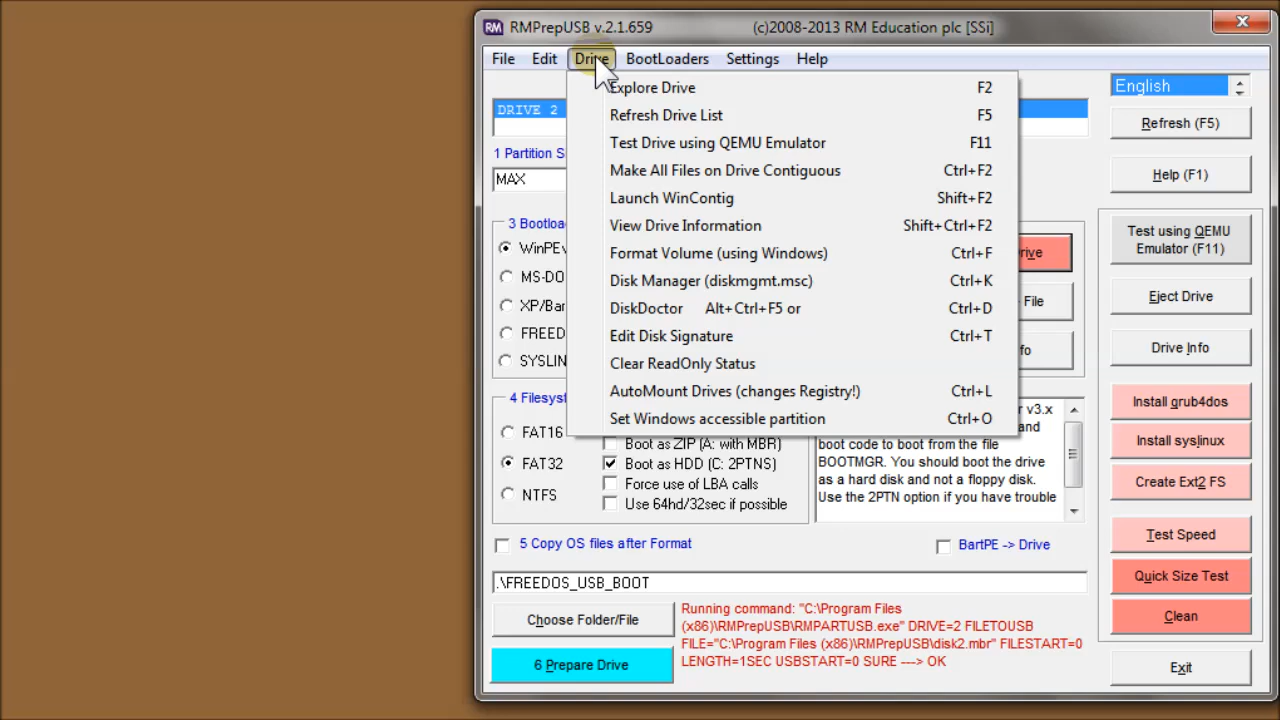 RM RMPrepUSB v.2.1.659 (c)2008-2013 RM Education plc [SSi]
File Edit Drive BootLoaders Settings Help
Explore Drive F2
Refresh Drive List F5
Test Drive using QEMU Emulator F11
Make All Files on Drive Contiguous Ctrl+F2
Launch WinContig Shift+F2
View Drive Information Shift+Ctrl+F2
Format Volume (using Windows) Ctrl+F
Disk Manager (diskmgmt.msc) Ctrl+K
DiskDoctor Alt+Ctrl+F5 or Ctrl+D
Edit Disk Signature Ctrl+T
Clear ReadOnly Status
AutoMount Drives (changes Registry!) Ctrl+L
Set Windows accessible partition Ctrl+O
DRIVE 2
1 Partition S
MAX
3 Bootloa
WinPEv
MS-DO
XP/Bar
FREED
SYSLIN
rive
File
fo
4 Filesyst
FAT16
FAT32
NTFS
Boot as ZIP (A: with MBR)
Boot as HDD (C: 2PTNS)
Force use of LBA calls
Use 64hd/32sec if possible
r v3.x
and
boot code to boot from the file
BOOTMGR. You should boot the drive
as a hard disk and not a floppy disk.
Use the 2PTN option if you have trouble
5 Copy OS files after Format
BartPE -> Drive
.\FREEDOS_USB_BOOT
Choose Folder/File
6 Prepare Drive
Running command: "C:\Program Files
(x86)\RMPrepUSB\RMPARTUSB.exe" DRIVE=2 FILETOUSB
FILE="C:\Program Files (x86)\RMPrepUSB\disk2.mbr" FILESTART=0
LENGTH=1SEC USBSTART=0 SURE ---> OK
English
Refresh (F5)
Help (F1)
Test using QEMU
Emulator (F11)
Eject Drive
Drive Info
Install grub4dos
Install syslinux
Create Ext2 FS
Test Speed
Quick Size Test
Clean
Exit